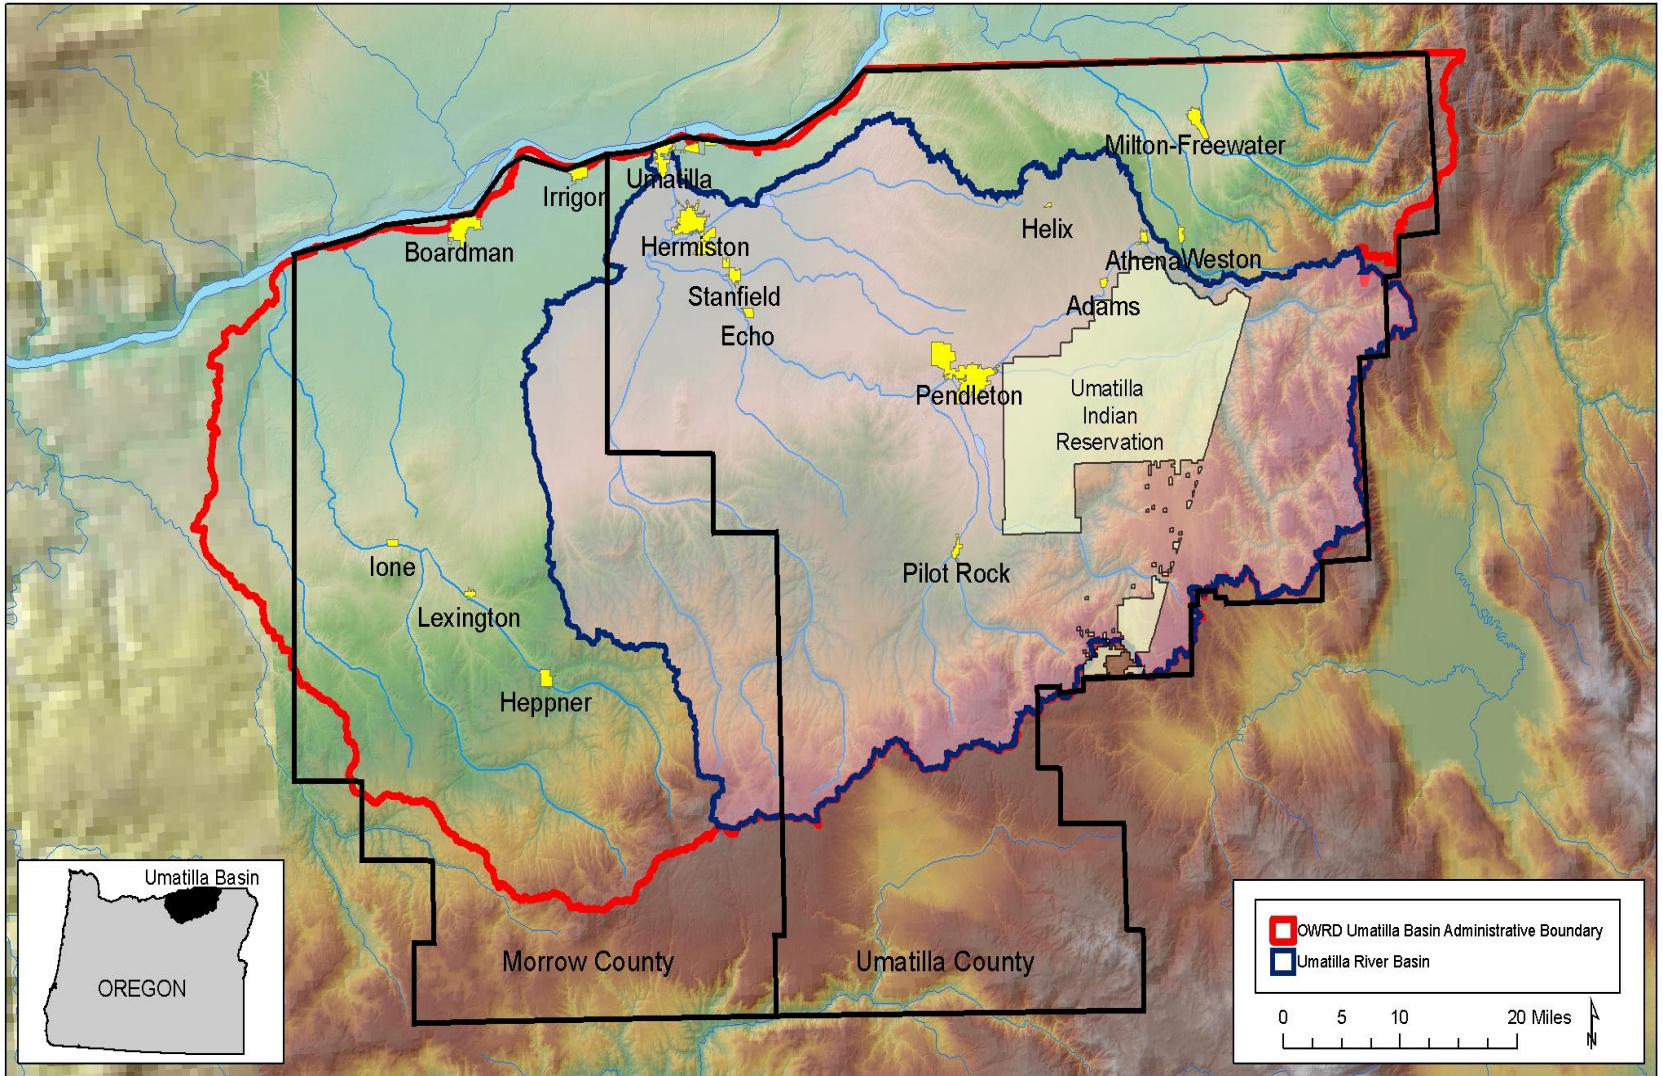 Milton-Freewater
Umatilla
Irrigon
Helix
Boardman
Hermiston
Athena
Weston
Stanfield
Adams
Echo
Pendleton
Umatilla
Indian
Reservation
Ione
Pilot Rock
Lexington
Heppner
Morrow County
Umatilla County
Umatilla Basin
OREGON
OWRD Umatilla Basin Administrative Boundary
Umatilla River Basin
0 5 10 20 Miles
N